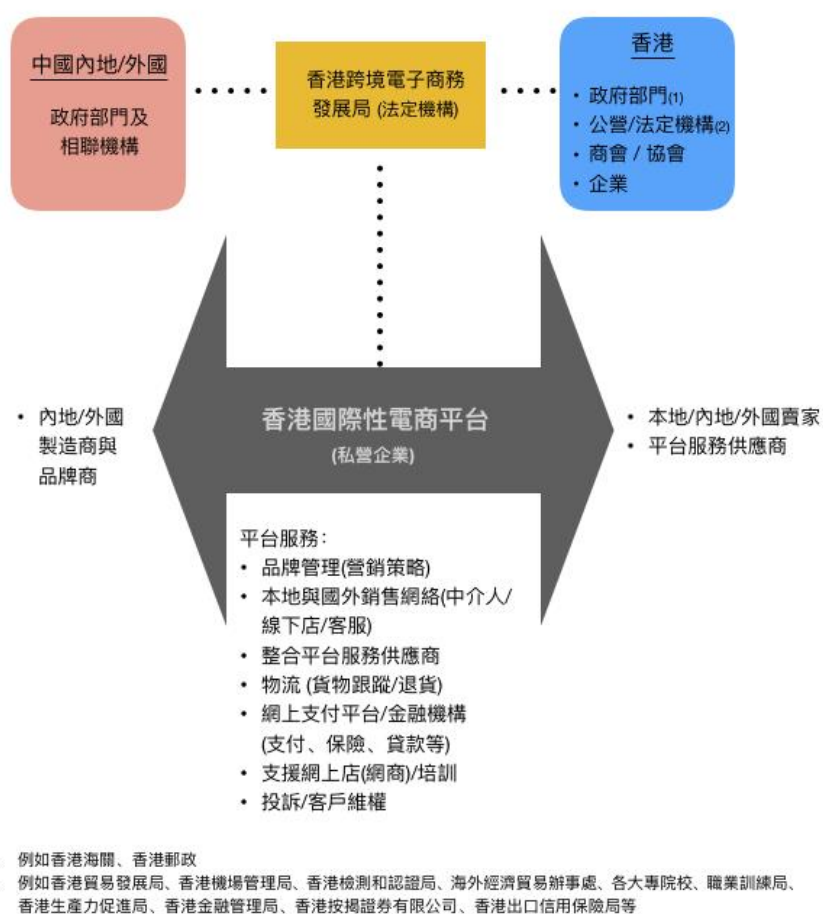 中國內地/外國
政府部門及
相聯機構
香港跨境電子商務
發展局 (法定機構)
香港
• 政府部門(1)
• 公營/法定機構(2)
• 商會 / 協會
• 企業
• 內地/外國
製造商與
品牌商
香港國際性電商平台
(私營企業)
• 本地/內地/外國賣家
• 平台服務供應商
平台服務：
• 品牌管理(營銷策略)
• 本地與國外銷售網絡(中介人/
線下店/客服)
• 整合平台服務供應商
• 物流 (貨物跟蹤/退貨)
• 網上支付平台/金融機構
(支付、保險、貸款等)
• 支援網上店(網商)/培訓
• 投訴/客戶維權
例如香港海關、香港郵政
例如香港貿易發展局、香港機場管理局、香港檢測和認證局、海外經濟貿易辦事處、各大專院校、職業訓練局、
香港生產力促進局、香港金融管理局、香港按揭證券有限公司、香港出口信用保險局等